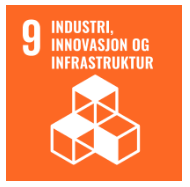 9 INDUSTRI,
INNOVASJON OG
INFRASTRUKTUR